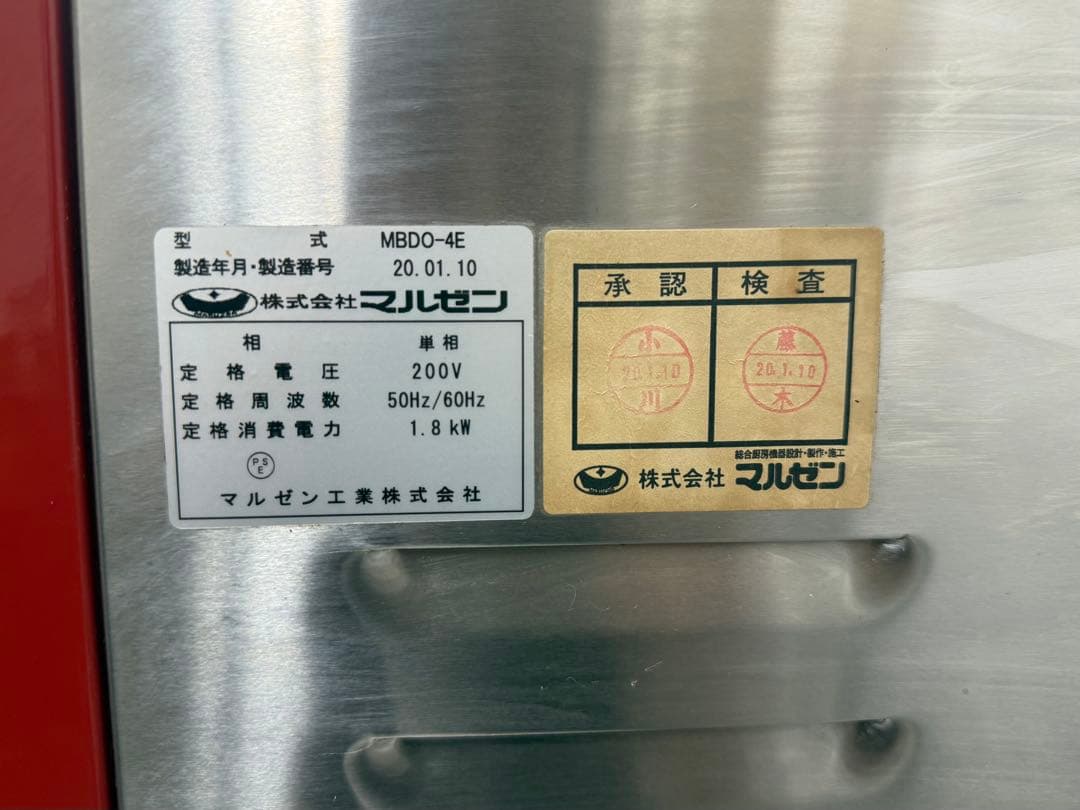 型式 MBDO-4E
製造年月・製造番号 20.01.10
株式会社 マルゼン
相 単相
定格電圧 200V
定格周波数 50Hz/60Hz
定格消費電力 1.8kW
PSE
マルゼン工業株式会社
承認 検査
小 20.1.10 川
藤 20.1.10 木
総合厨房機器設計・製作・施工
株式会社 マルゼン